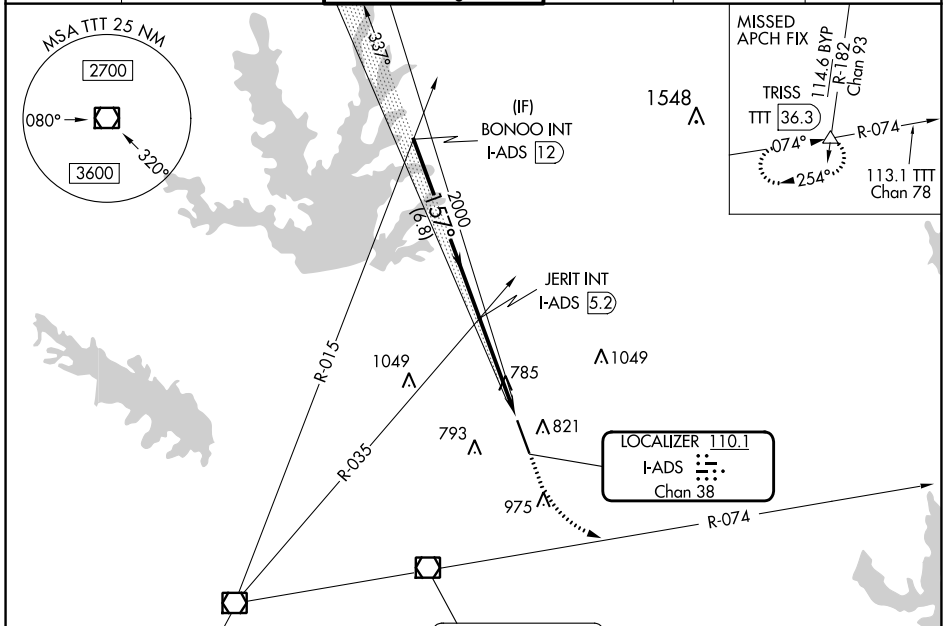 MSA TTT 25 NM
2700
080°
320°
3600
337°
(IF)
BONOO INT
I-ADS 12
1548
MISSED
APCH FIX
114.6 BYP
R-182
Chan 93
TRISS
TTT 36.3
R-074
074°
254°
113.1 TTT
Chan 78
2000
157°
(6.8)
JERIT INT
I-ADS 5.2
R-015
1049
785
1049
R-035
793
821
LOCALIZER 110.1
I-ADS
Chan 38
975
R-074